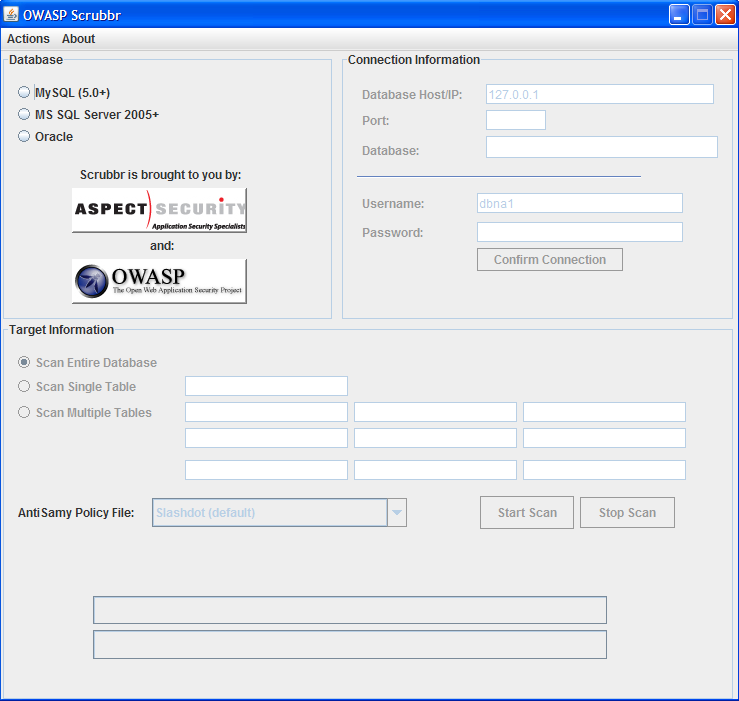 OWASP Scrubbr
Actions About
Database
MySQL (5.0+)
MS SQL Server 2005+
Oracle
Scrubbr is brought to you by:
ASPECT SECURITY
Application Security Specialists
and:
OWASP
The Open Web Application Security Project
Connection Information
Database Host/IP: 127.0.0.1
Port:
Database:
Username: dbna1
Password:
Confirm Connection
Target Information
Scan Entire Database
Scan Single Table
Scan Multiple Tables
AntiSamy Policy File: Slashdot (default) Start Scan Stop Scan